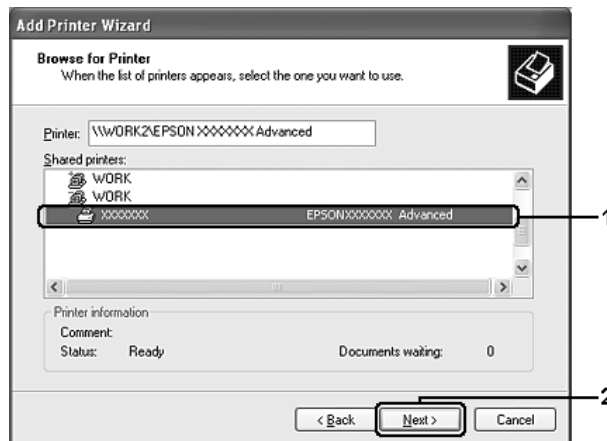 Add Printer Wizard
Browse for Printer
When the list of printers appears, select the one you want to use.
Printer: \\WORK2\EPSON XXXXXXX Advanced
Shared printers:
WORK
WORK
XXXXXXX EPSONXXXXXXX Advanced
1
Printer information
Comment:
Status: Ready Documents waiting: 0
2
< Back Next > Cancel